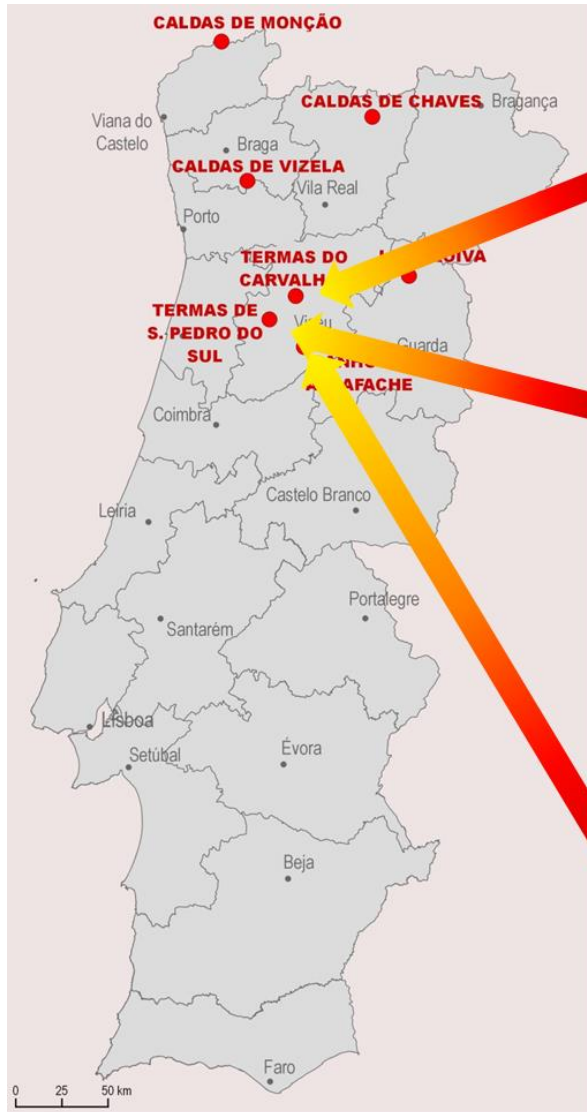 CALDAS DE MONÇÃO
CALDAS DE CHAVES
Bragança
Viana do
Castelo
Braga
CALDAS DE VIZELA
Vila Real
Porto
TERMAS DO
CARVALH
TERMAS DE
S. PEDRO DO
SUL
Guarda
Coimbra
Castelo Branco
Leiria
Portalegre
Santarém
Lisboa
Setúbal
Évora
Beja
Faro
0 25 50 km